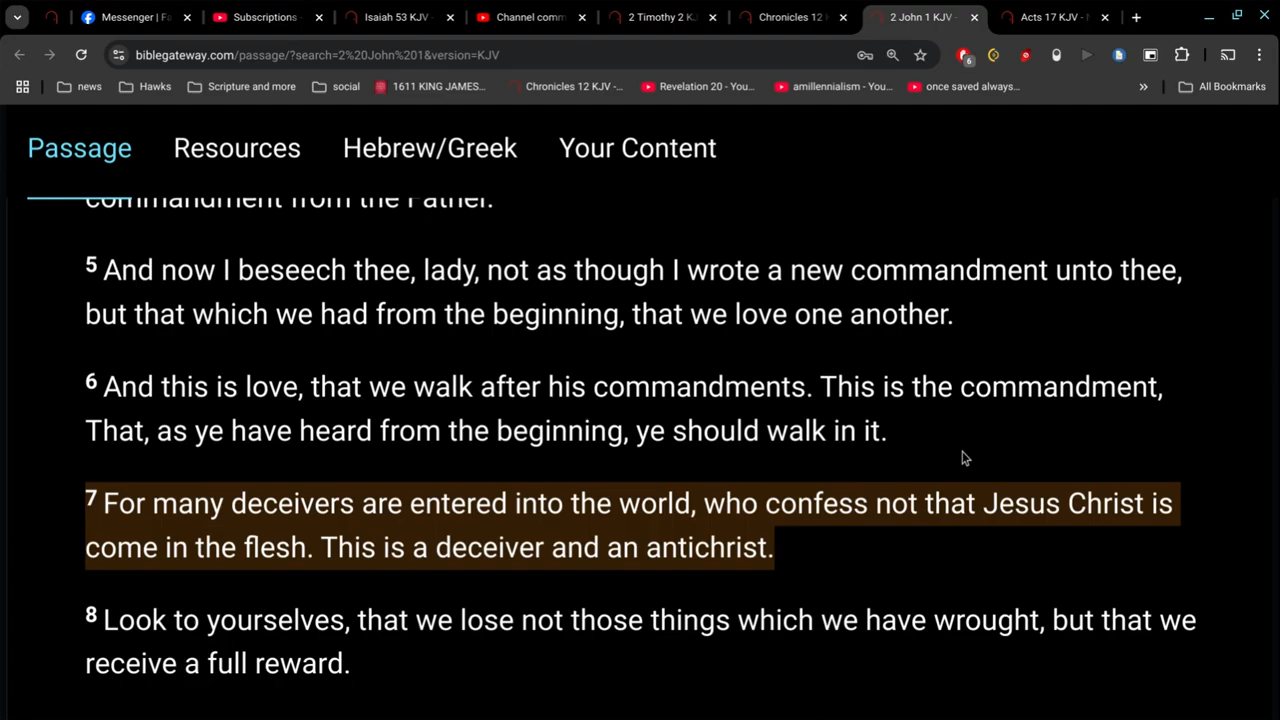 Messenger | Fa
Subscriptions
Isaiah 53 KJV -
Channel comm
2 Timothy 2 KJ
Chronicles 12 K
2 John 1 KJV -
Acts 17 KJV -
biblegateway.com/passage/?search=2%20John%201&version=KJV
6
news
Hawks
Scripture and more
social
1611 KING JAMES...
Chronicles 12 KJV -...
Revelation 20 - You...
amillennialism - You...
once saved always...
»
All Bookmarks
Passage
Resources
Hebrew/Greek
Your Content
commandment from the Father.
5 And now I beseech thee, lady, not as though I wrote a new commandment unto thee,
but that which we had from the beginning, that we love one another.
6 And this is love, that we walk after his commandments. This is the commandment,
That, as ye have heard from the beginning, ye should walk in it.
7 For many deceivers are entered into the world, who confess not that Jesus Christ is
come in the flesh. This is a deceiver and an antichrist.
8 Look to yourselves, that we lose not those things which we have wrought, but that we
receive a full reward.